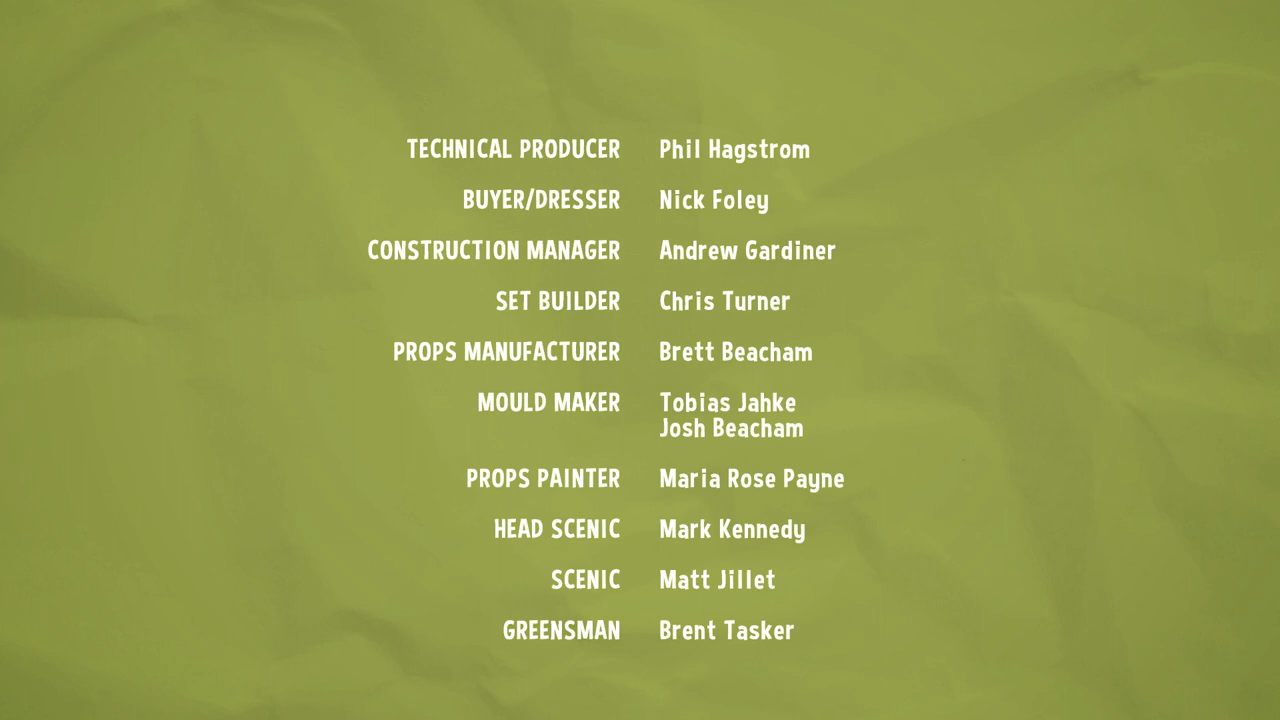 TECHNICAL PRODUCER Phil Hagstrom
BUYER/DRESSER Nick Foley
CONSTRUCTION MANAGER Andrew Gardiner
SET BUILDER Chris Turner
PROPS MANUFACTURER Brett Beacham
MOULD MAKER Tobias Jahke
Josh Beacham
PROPS PAINTER Maria Rose Payne
HEAD SCENIC Mark Kennedy
SCENIC Matt Jillet
GREENSMAN Brent Tasker